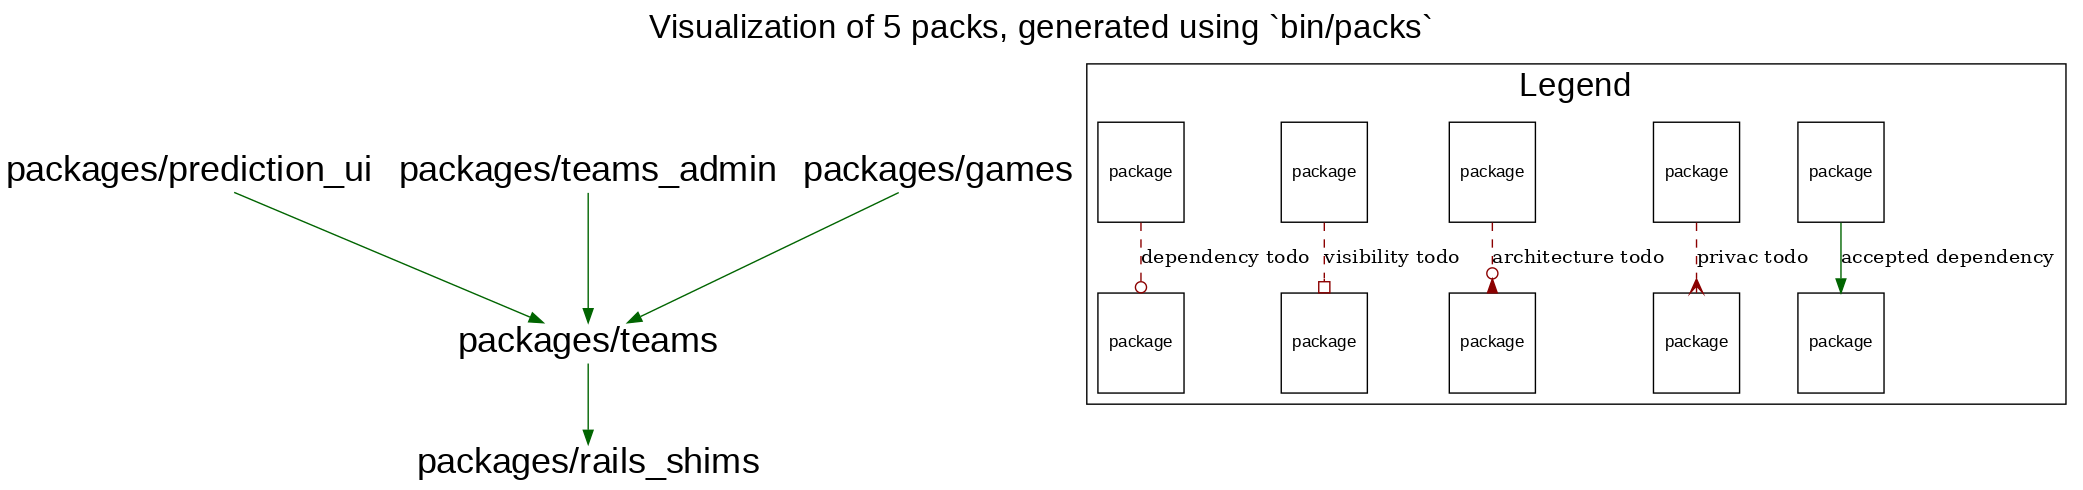 Visualization of 5 packs, generated using `bin/packs`
Legend
packages/prediction_ui packages/teams_admin packages/games
package package package package package
dependency todo visibility todo architecture todo privac todo accepted dependency
packages/teams
package package package package package
packages/rails_shims